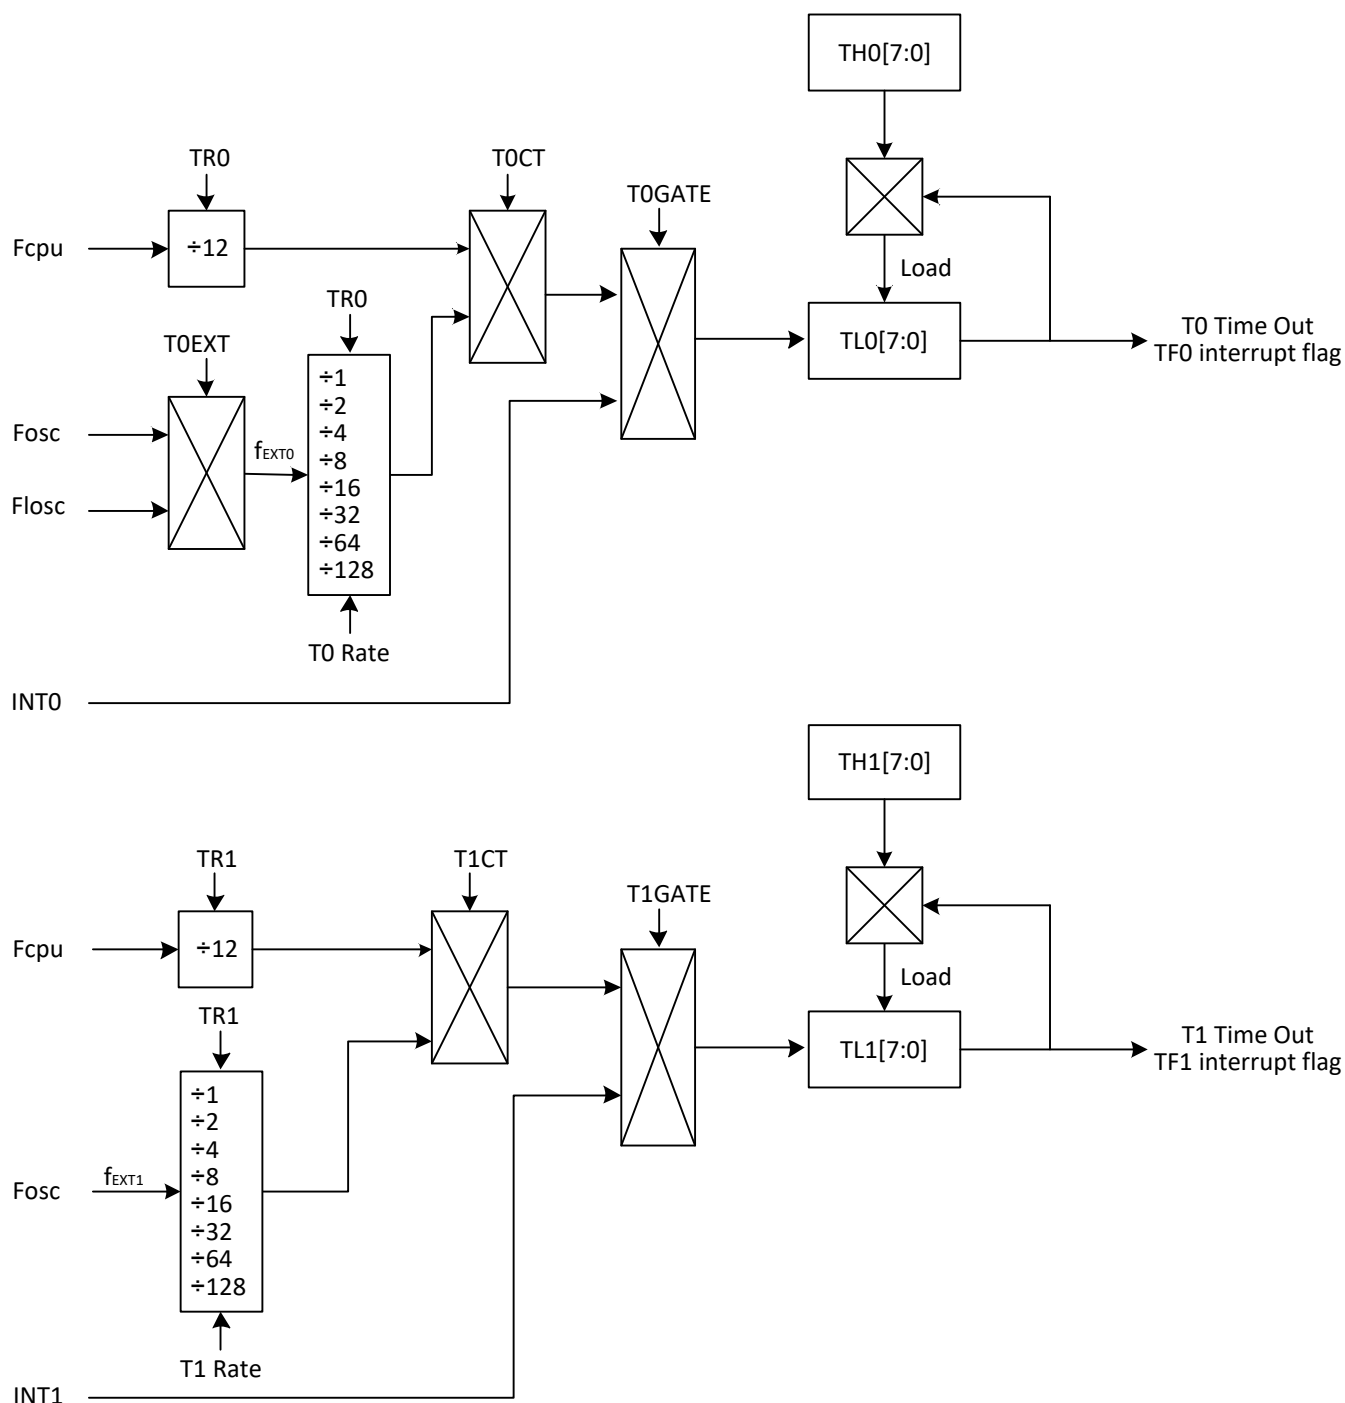 TH0[7:0]
TR0
T0CT
T0GATE
Fcpu
÷12
Load
TR0
TL0[7:0]
T0 Time Out
TF0 interrupt flag
T0EXT
÷1
÷2
÷4
÷8
÷16
÷32
÷64
÷128
Fosc
fEXT0
Flosc
T0 Rate
INT0
TH1[7:0]
TR1
T1CT
T1GATE
Fcpu
÷12
Load
TR1
TL1[7:0]
T1 Time Out
TF1 interrupt flag
÷1
÷2
÷4
÷8
÷16
÷32
÷64
÷128
Fosc
fEXT1
T1 Rate
INT1